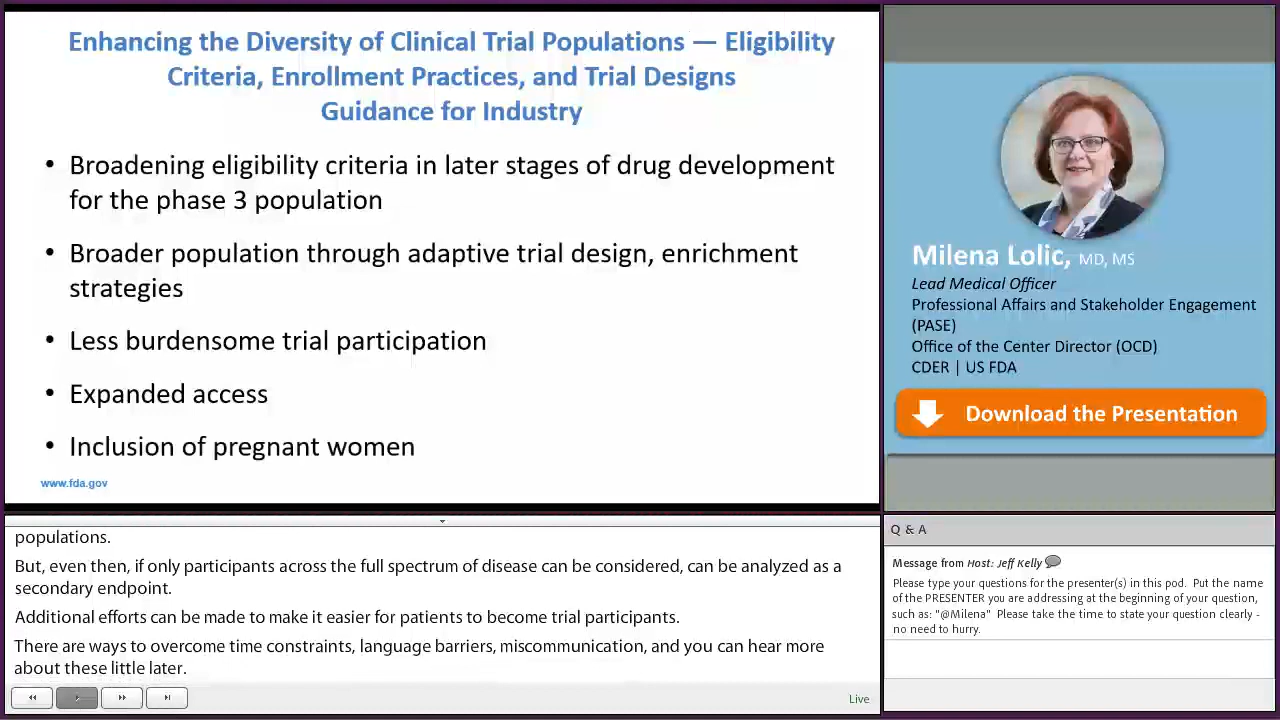 Enhancing the Diversity of Clinical Trial Populations — Eligibility
Criteria, Enrollment Practices, and Trial Designs
Guidance for Industry
• Broadening eligibility criteria in later stages of drug development
for the phase 3 population
• Broader population through adaptive trial design, enrichment
strategies
• Less burdensome trial participation
• Expanded access
• Inclusion of pregnant women
www.fda.gov
Milena Lolic, MD, MS
Lead Medical Officer
Professional Affairs and Stakeholder Engagement
(PASE)
Office of the Center Director (OCD)
CDER | US FDA
Download the Presentation
populations.
But, even then, if only participants across the full spectrum of disease can be considered, can be analyzed as a
secondary endpoint.
Additional efforts can be made to make it easier for patients to become trial participants.
There are ways to overcome time constraints, language barriers, miscommunication, and you can hear more
about these little later.
Live
Q & A
Message from Host: Jeff Kelly
Please type your questions for the presenter(s) in this pod. Put the name
of the PRESENTER you are addressing at the beginning of your question,
such as: "@Milena" Please take the time to state your question clearly -
no need to hurry.